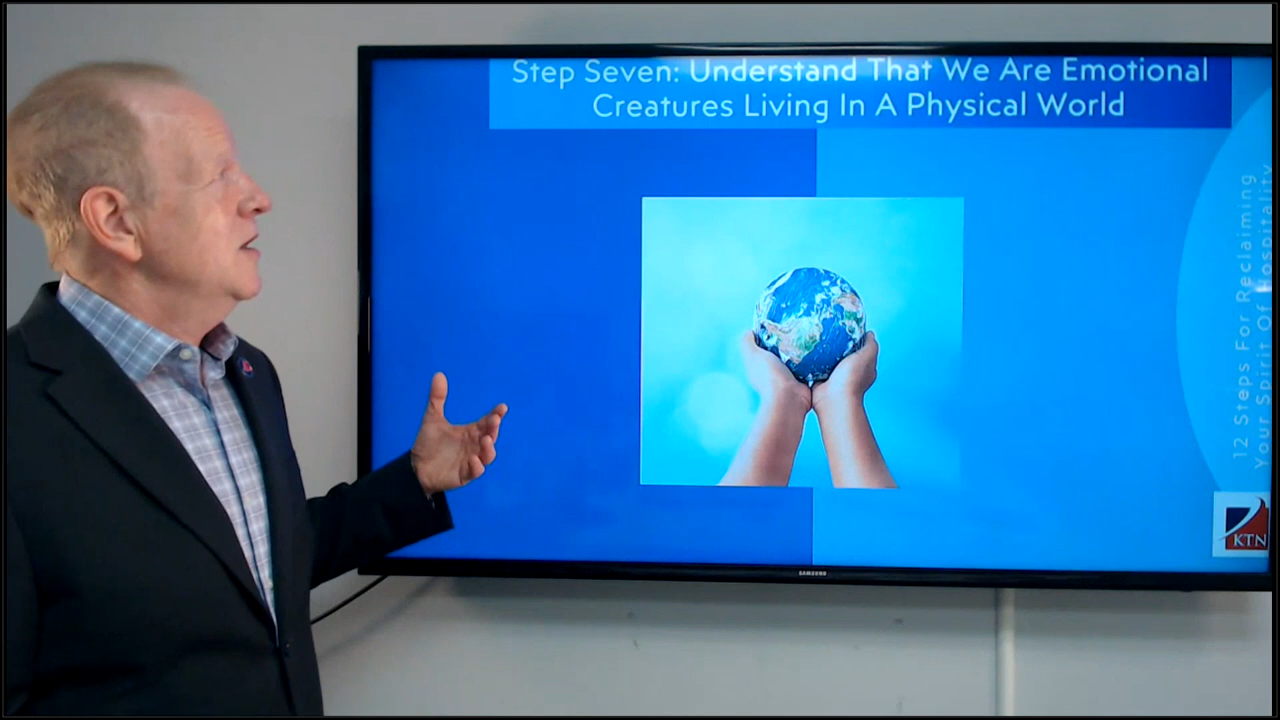 Step Seven: Understand That We Are Emotional
Creatures Living In A Physical World
12 Steps For Reclaiming
Your Spirit Of Hospitality
KTN
SAMSUNG